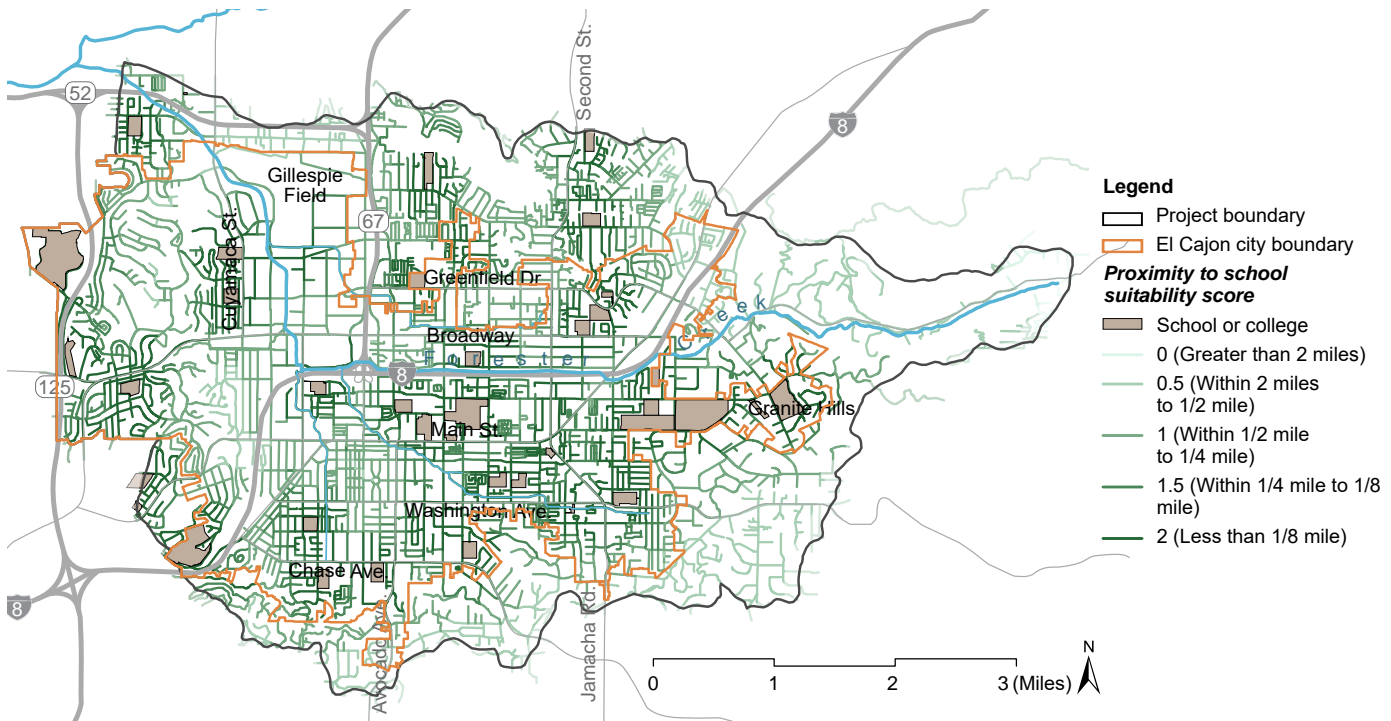 52
Second St.
8
Gillespie
Field
67
Cuyamaca St.
Greenfield Dr
Creek
Broadway
Forester
8
125
Granite Hills
Main St.
Washington Ave.
Chase Ave.
8
Avocado Ave.
Jamacha Rd.
Legend
Project boundary
El Cajon city boundary
Proximity to school
suitability score
School or college
0 (Greater than 2 miles)
0.5 (Within 2 miles
to 1/2 mile)
1 (Within 1/2 mile
to 1/4 mile)
1.5 (Within 1/4 mile to 1/8
mile)
2 (Less than 1/8 mile)
N
0 1 2 3 (Miles)